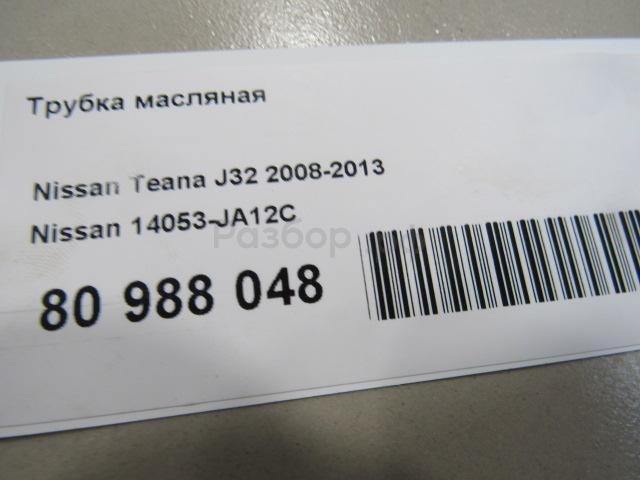 Трубка масляная
Nissan Teana J32 2008-2013
Nissan 14053-JA12C
Разбор
80 988 048